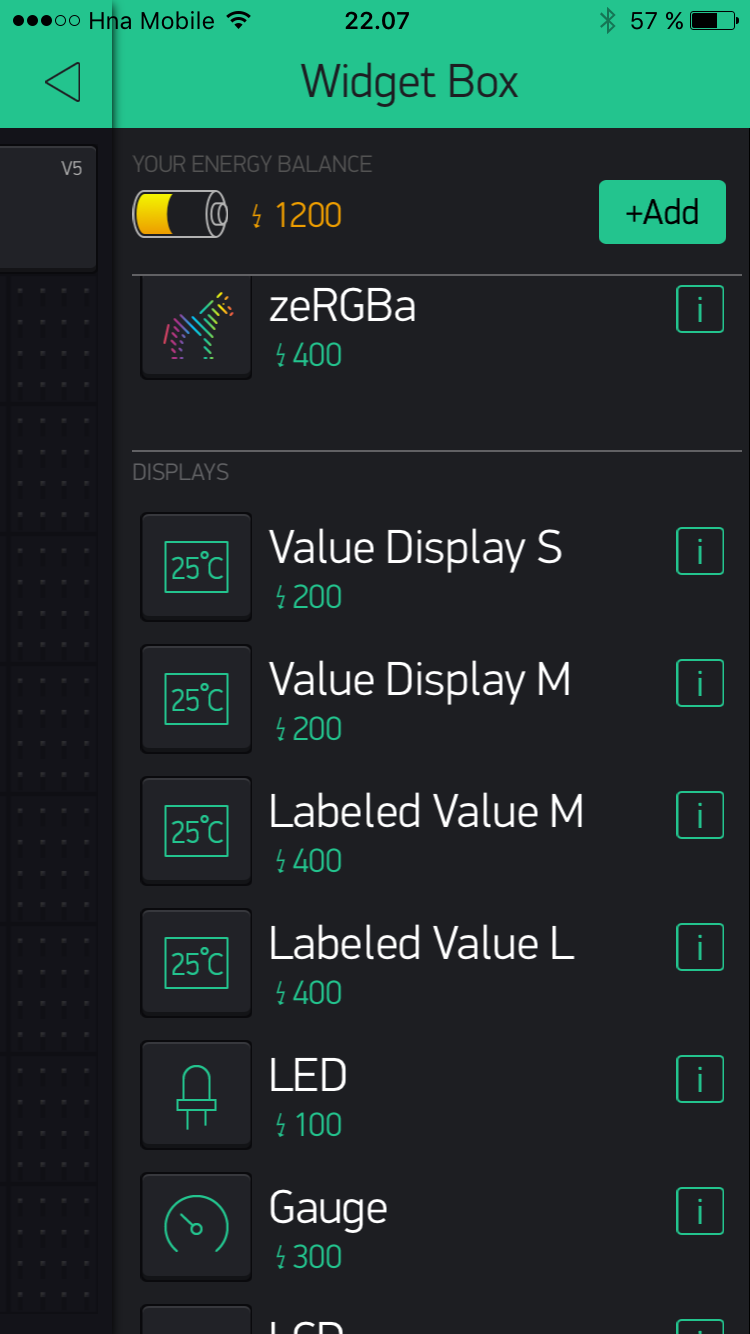 Hna Mobile 22.07 57 %
Widget Box
V5
YOUR ENERGY BALANCE
1200
+Add
zeRGBa
i
400
DISPLAYS
25°C
Value Display S
i
200
25°C
Value Display M
i
200
25°C
Labeled Value M
i
400
25°C
Labeled Value L
i
400
LED
i
100
Gauge
i
300